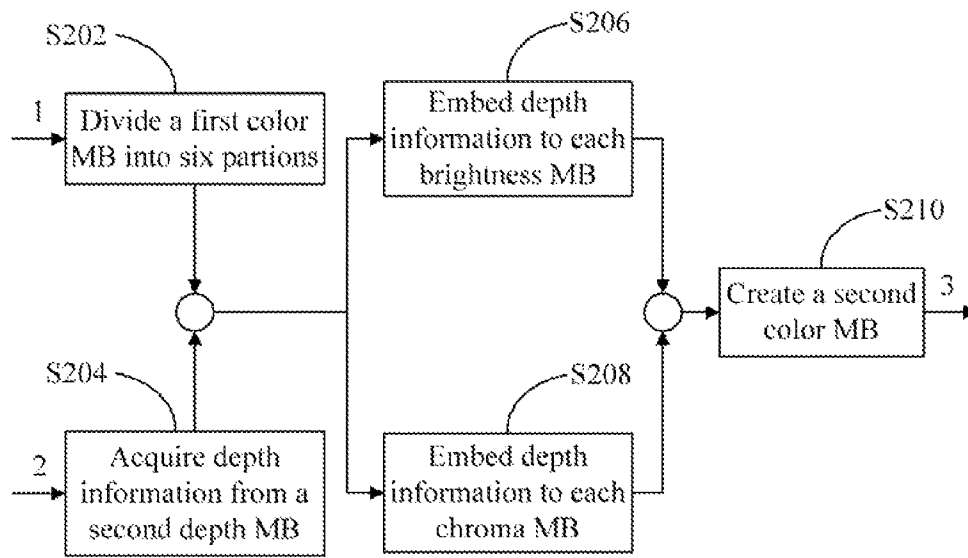 S202
1
Divide a first color
MB into six partions
S204
2
Acquire depth
information from a
second depth MB
S206
Embed depth
information to each
brightness MB
S208
Embed depth
information to each
chroma MB
S210
Create a second
color MB
3